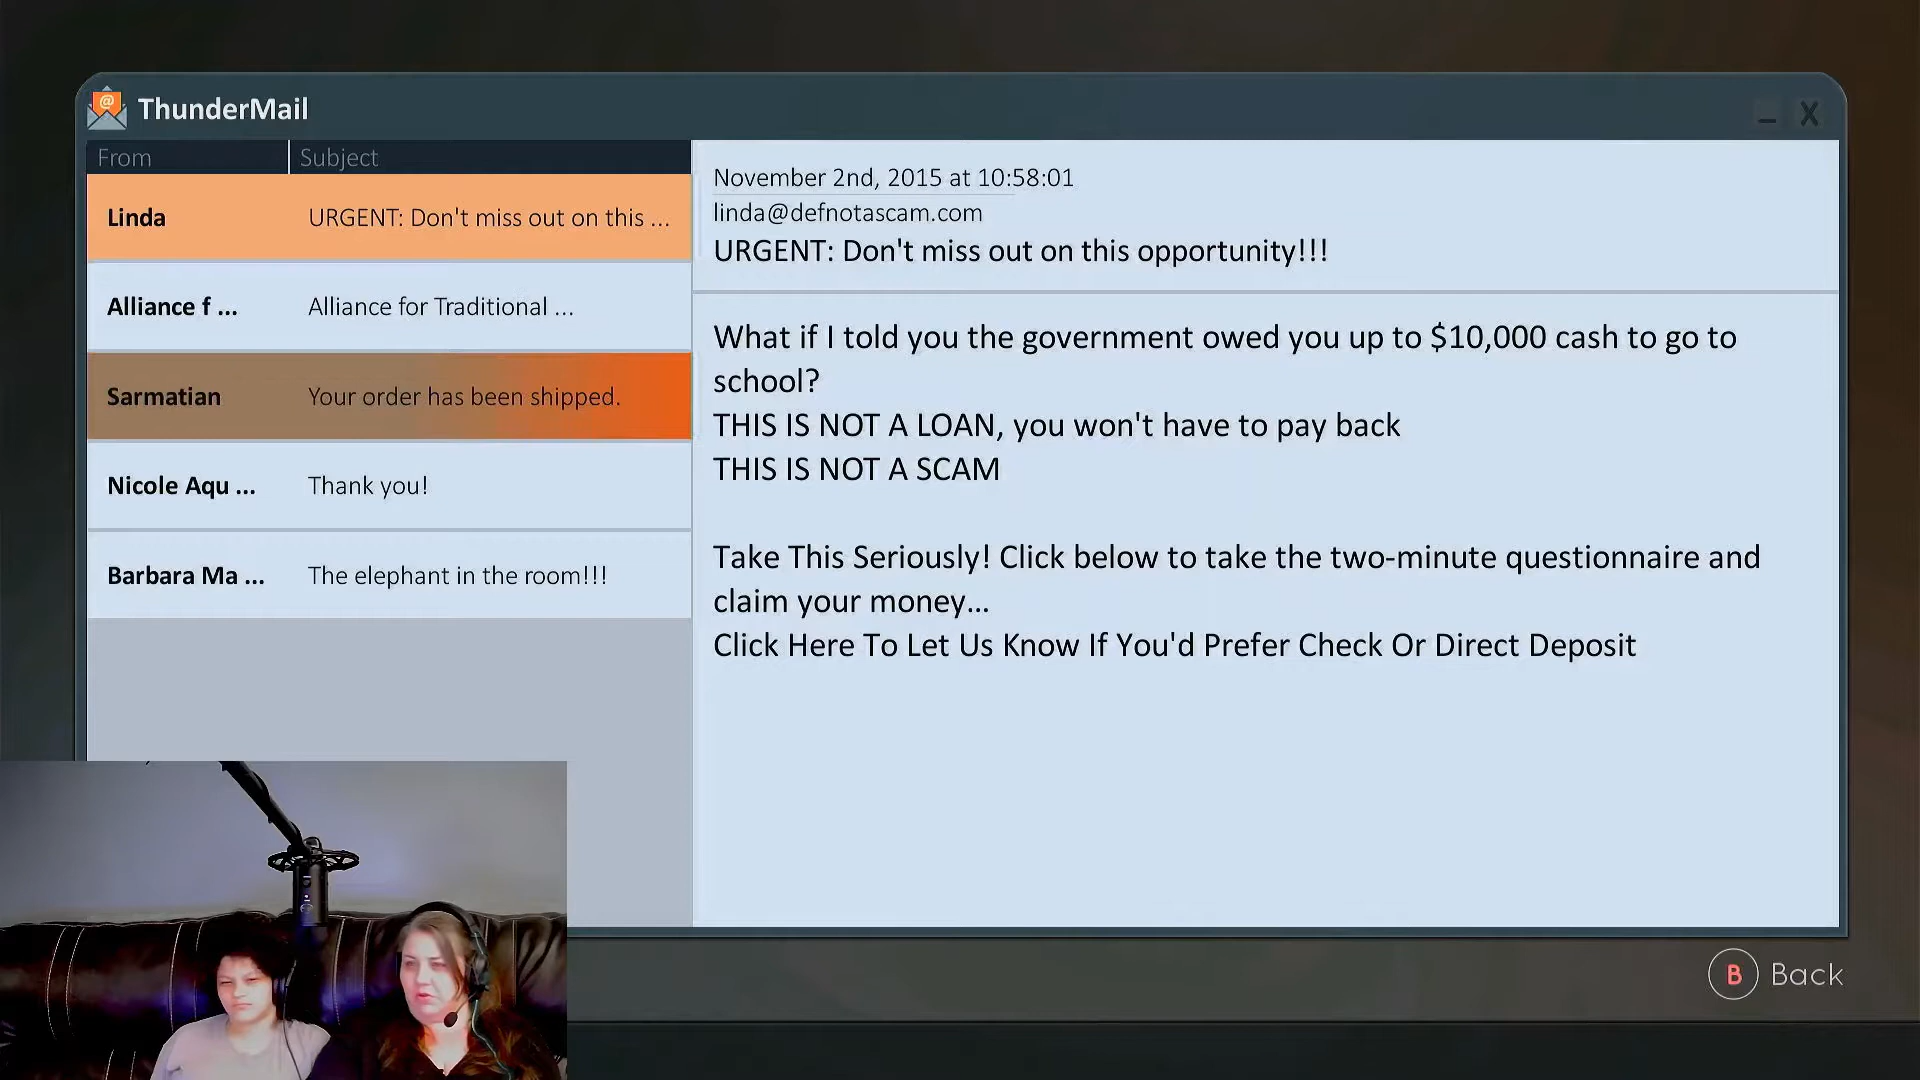 ThunderMail
From Subject
Linda URGENT: Don't miss out on this ...
Alliance f ... Alliance for Traditional ...
Sarmatian Your order has been shipped.
Nicole Aqu ... Thank you!
Barbara Ma ... The elephant in the room!!!
November 2nd, 2015 at 10:58:01
linda@defnotascam.com
URGENT: Don't miss out on this opportunity!!!
What if I told you the government owed you up to $10,000 cash to go to
school?
THIS IS NOT A LOAN, you won't have to pay back
THIS IS NOT A SCAM
Take This Seriously! Click below to take the two-minute questionnaire and
claim your money...
Click Here To Let Us Know If You'd Prefer Check Or Direct Deposit
B Back